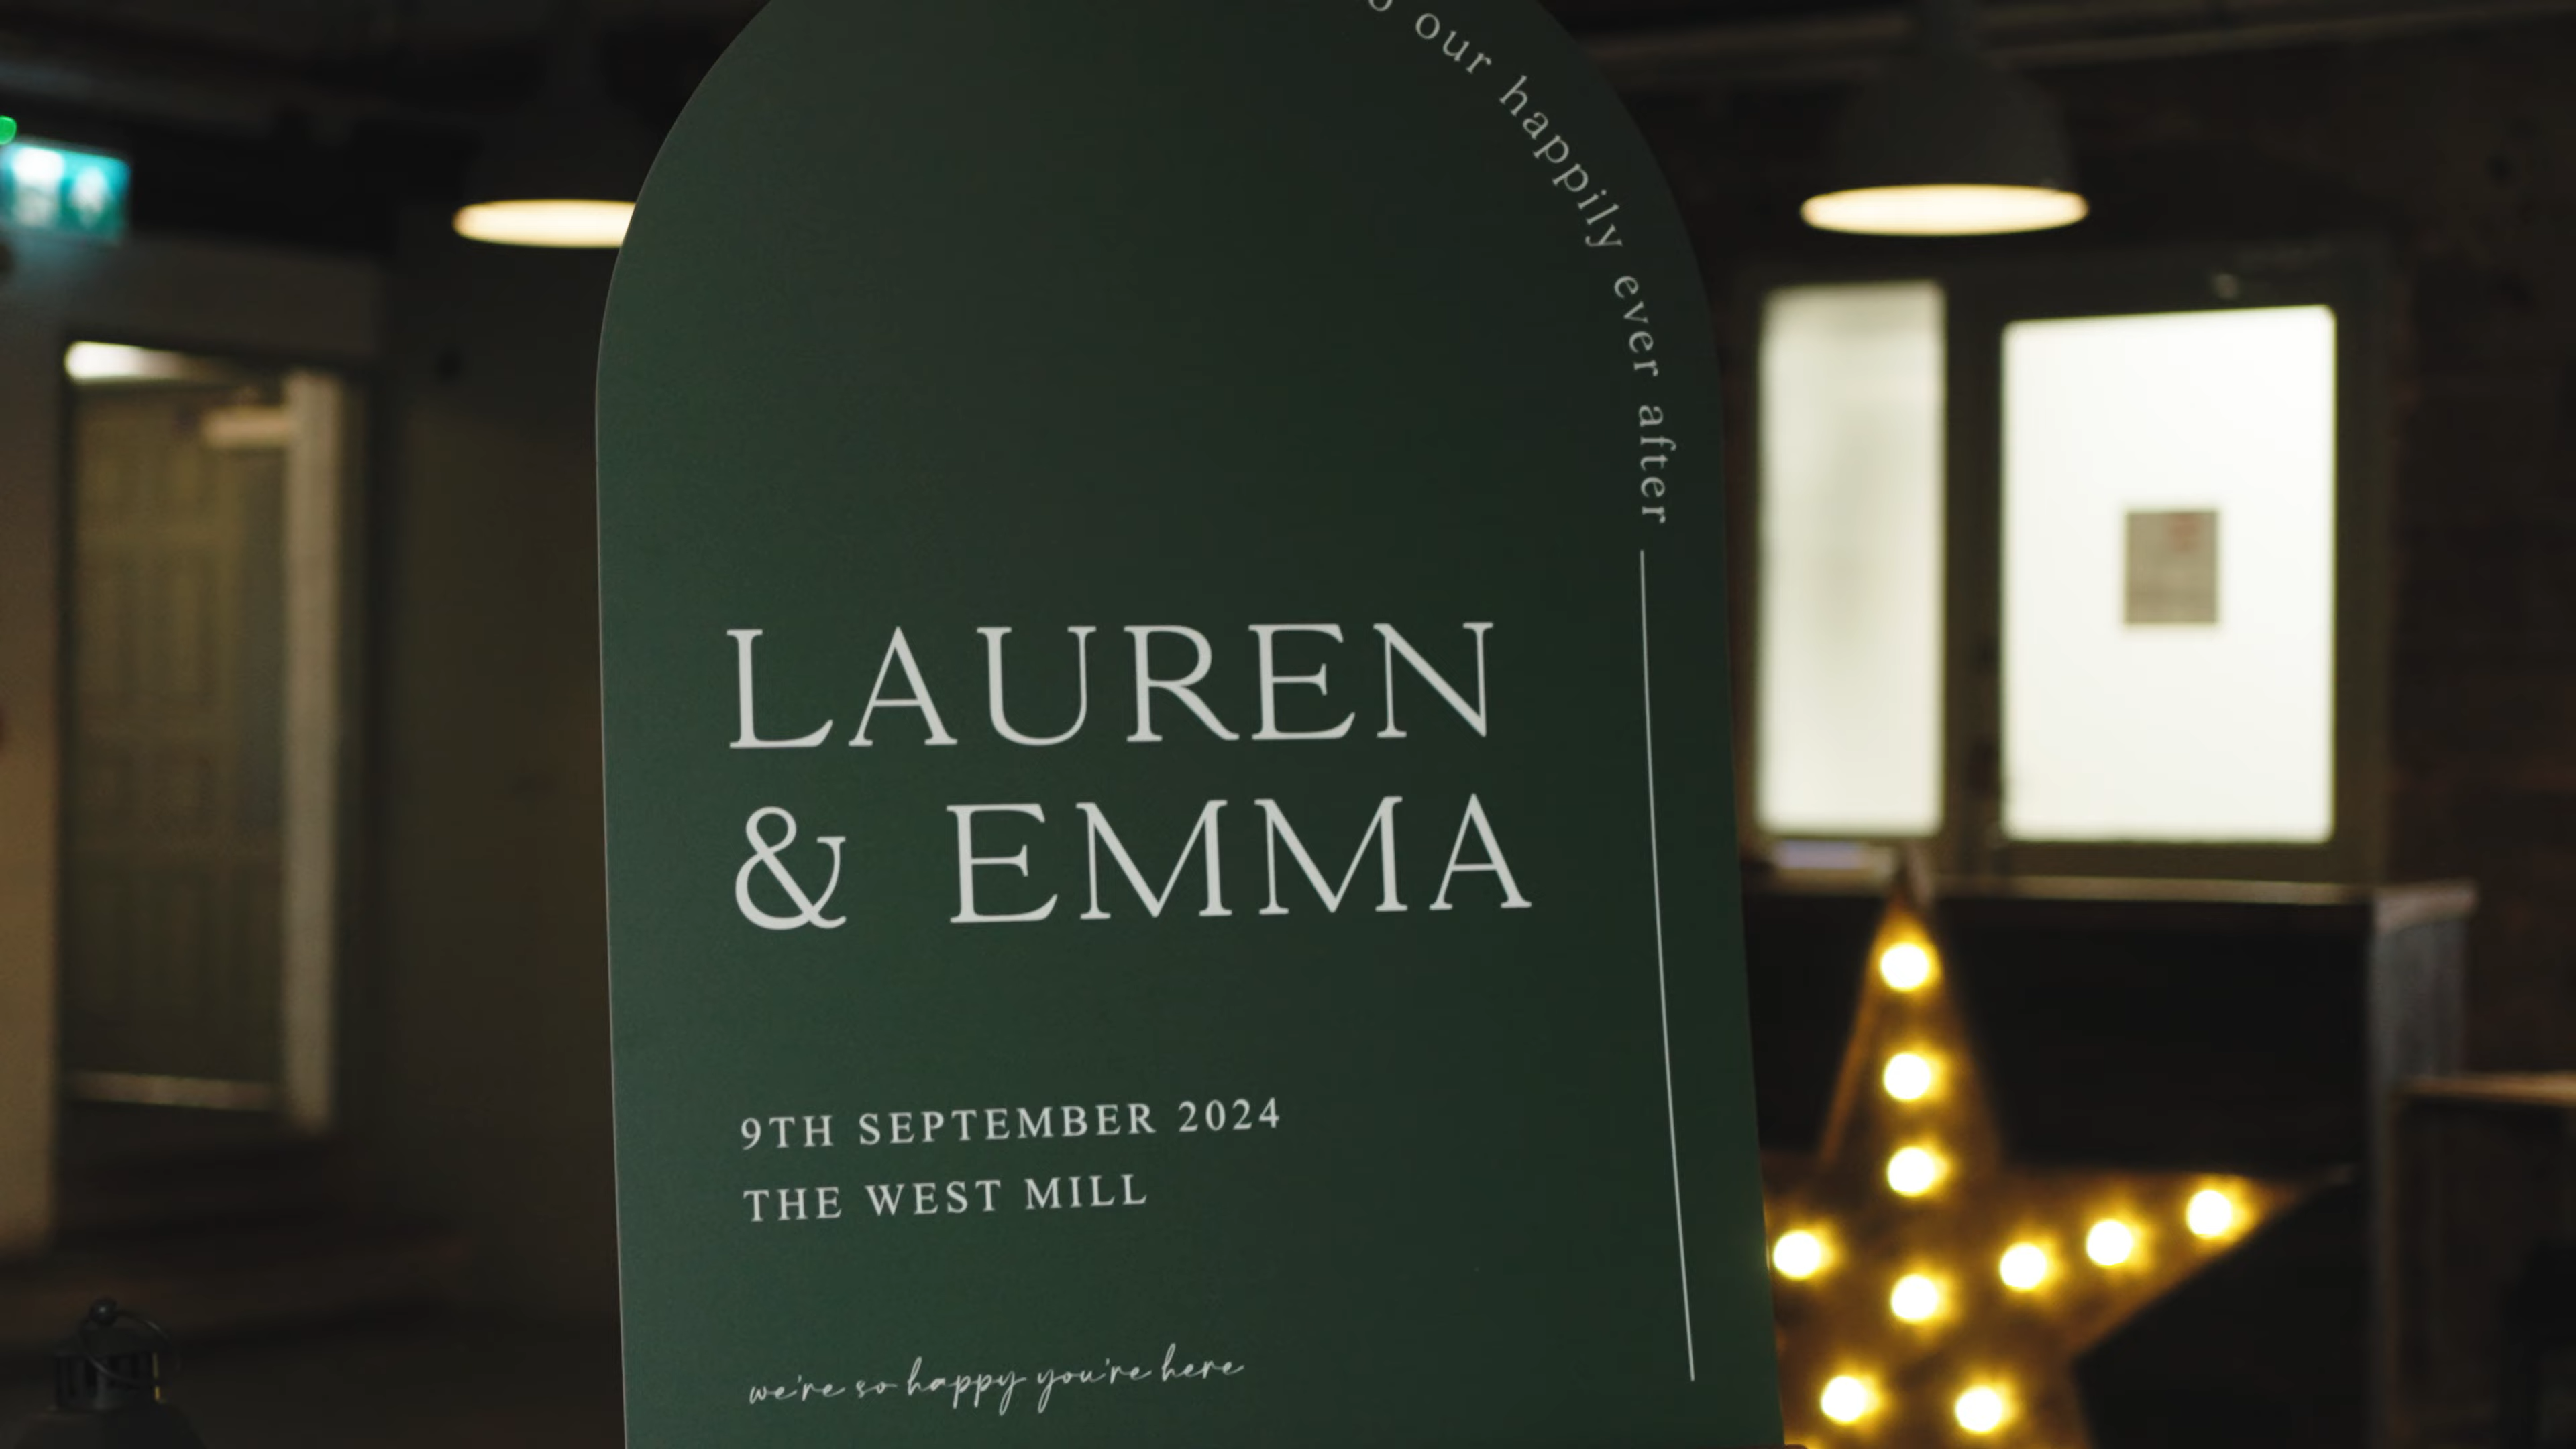 our happily ever after
LAUREN
& EMMA
9TH SEPTEMBER 2024
THE WEST MILL
we're so happy you're here